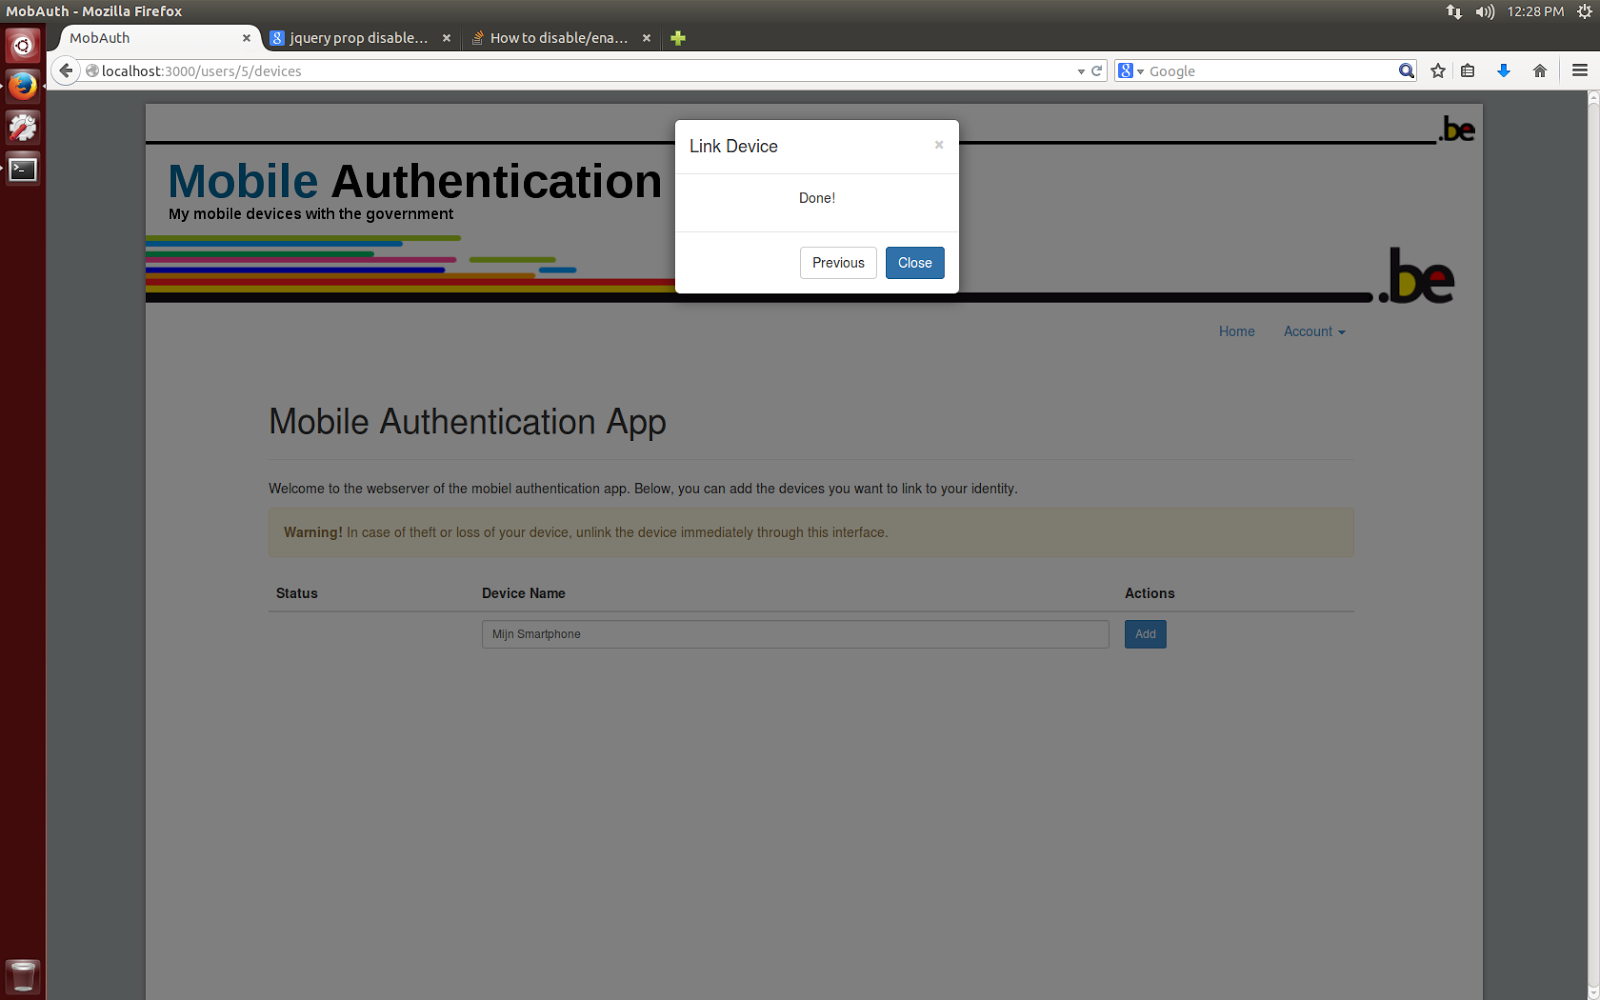 MobAuth - Mozilla Firefox
12:28 PM
MobAuth
jquery prop disable...
How to disable/ena...
localhost:3000/users/5/devices
Google
.be
Link Device
Done!
Previous
Close
Mobile Authentication
My mobile devices with the government
.be
Home
Account
Mobile Authentication App
Welcome to the webserver of the mobiel authentication app. Below, you can add the devices you want to link to your identity.
Warning! In case of theft or loss of your device, unlink the device immediately through this interface.
Status Device Name Actions
Mijn Smartphone
Add